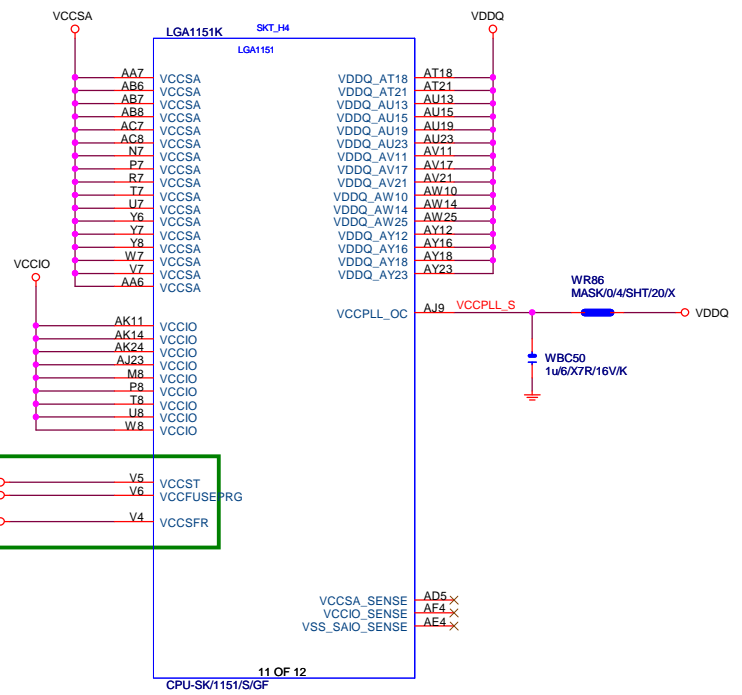 VCCSA
VDDQ
LGA1151K
SKT_H4
LGA1151
AA7 VCCSA VDDQ_AT18 AT18
AB6 VCCSA VDDQ_AT21 AT21
AB7 VCCSA VDDQ_AU13 AU13
AB8 VCCSA VDDQ_AU15 AU15
AC7 VCCSA VDDQ_AU19 AU19
AC8 VCCSA VDDQ_AU23 AU23
N7 VCCSA VDDQ_AV11 AV11
P7 VCCSA VDDQ_AV17 AV17
R7 VCCSA VDDQ_AV21 AV21
T7 VCCSA VDDQ_AW10 AW10
U7 VCCSA VDDQ_AW14 AW14
Y6 VCCSA VDDQ_AW25 AW25
Y7 VCCSA VDDQ_AY12 AY12
Y8 VCCSA VDDQ_AY16 AY16
W7 VCCSA VDDQ_AY18 AY18
V7 VCCSA VDDQ_AY23 AY23
AA6 VCCSA
VCCIO
VCCPLL_OC AJ9 VCCPLL_S
WR86
MASK/0/4/SHT/20/X
VDDQ
AK11 VCCIO
AK14 VCCIO
AK24 VCCIO
AJ23 VCCIO
M8 VCCIO
P8 VCCIO
T8 VCCIO
U8 VCCIO
W8 VCCIO
WBC50
1u/6/X7R/16V/K
V5 VCCST
V6 VCCFUSEPRG
V4 VCCSFR
VCCSA_SENSE AD5
VCCIO_SENSE AF4
VSS_SAIO_SENSE AE4
11 OF 12
CPU-SK/1151/S/GF